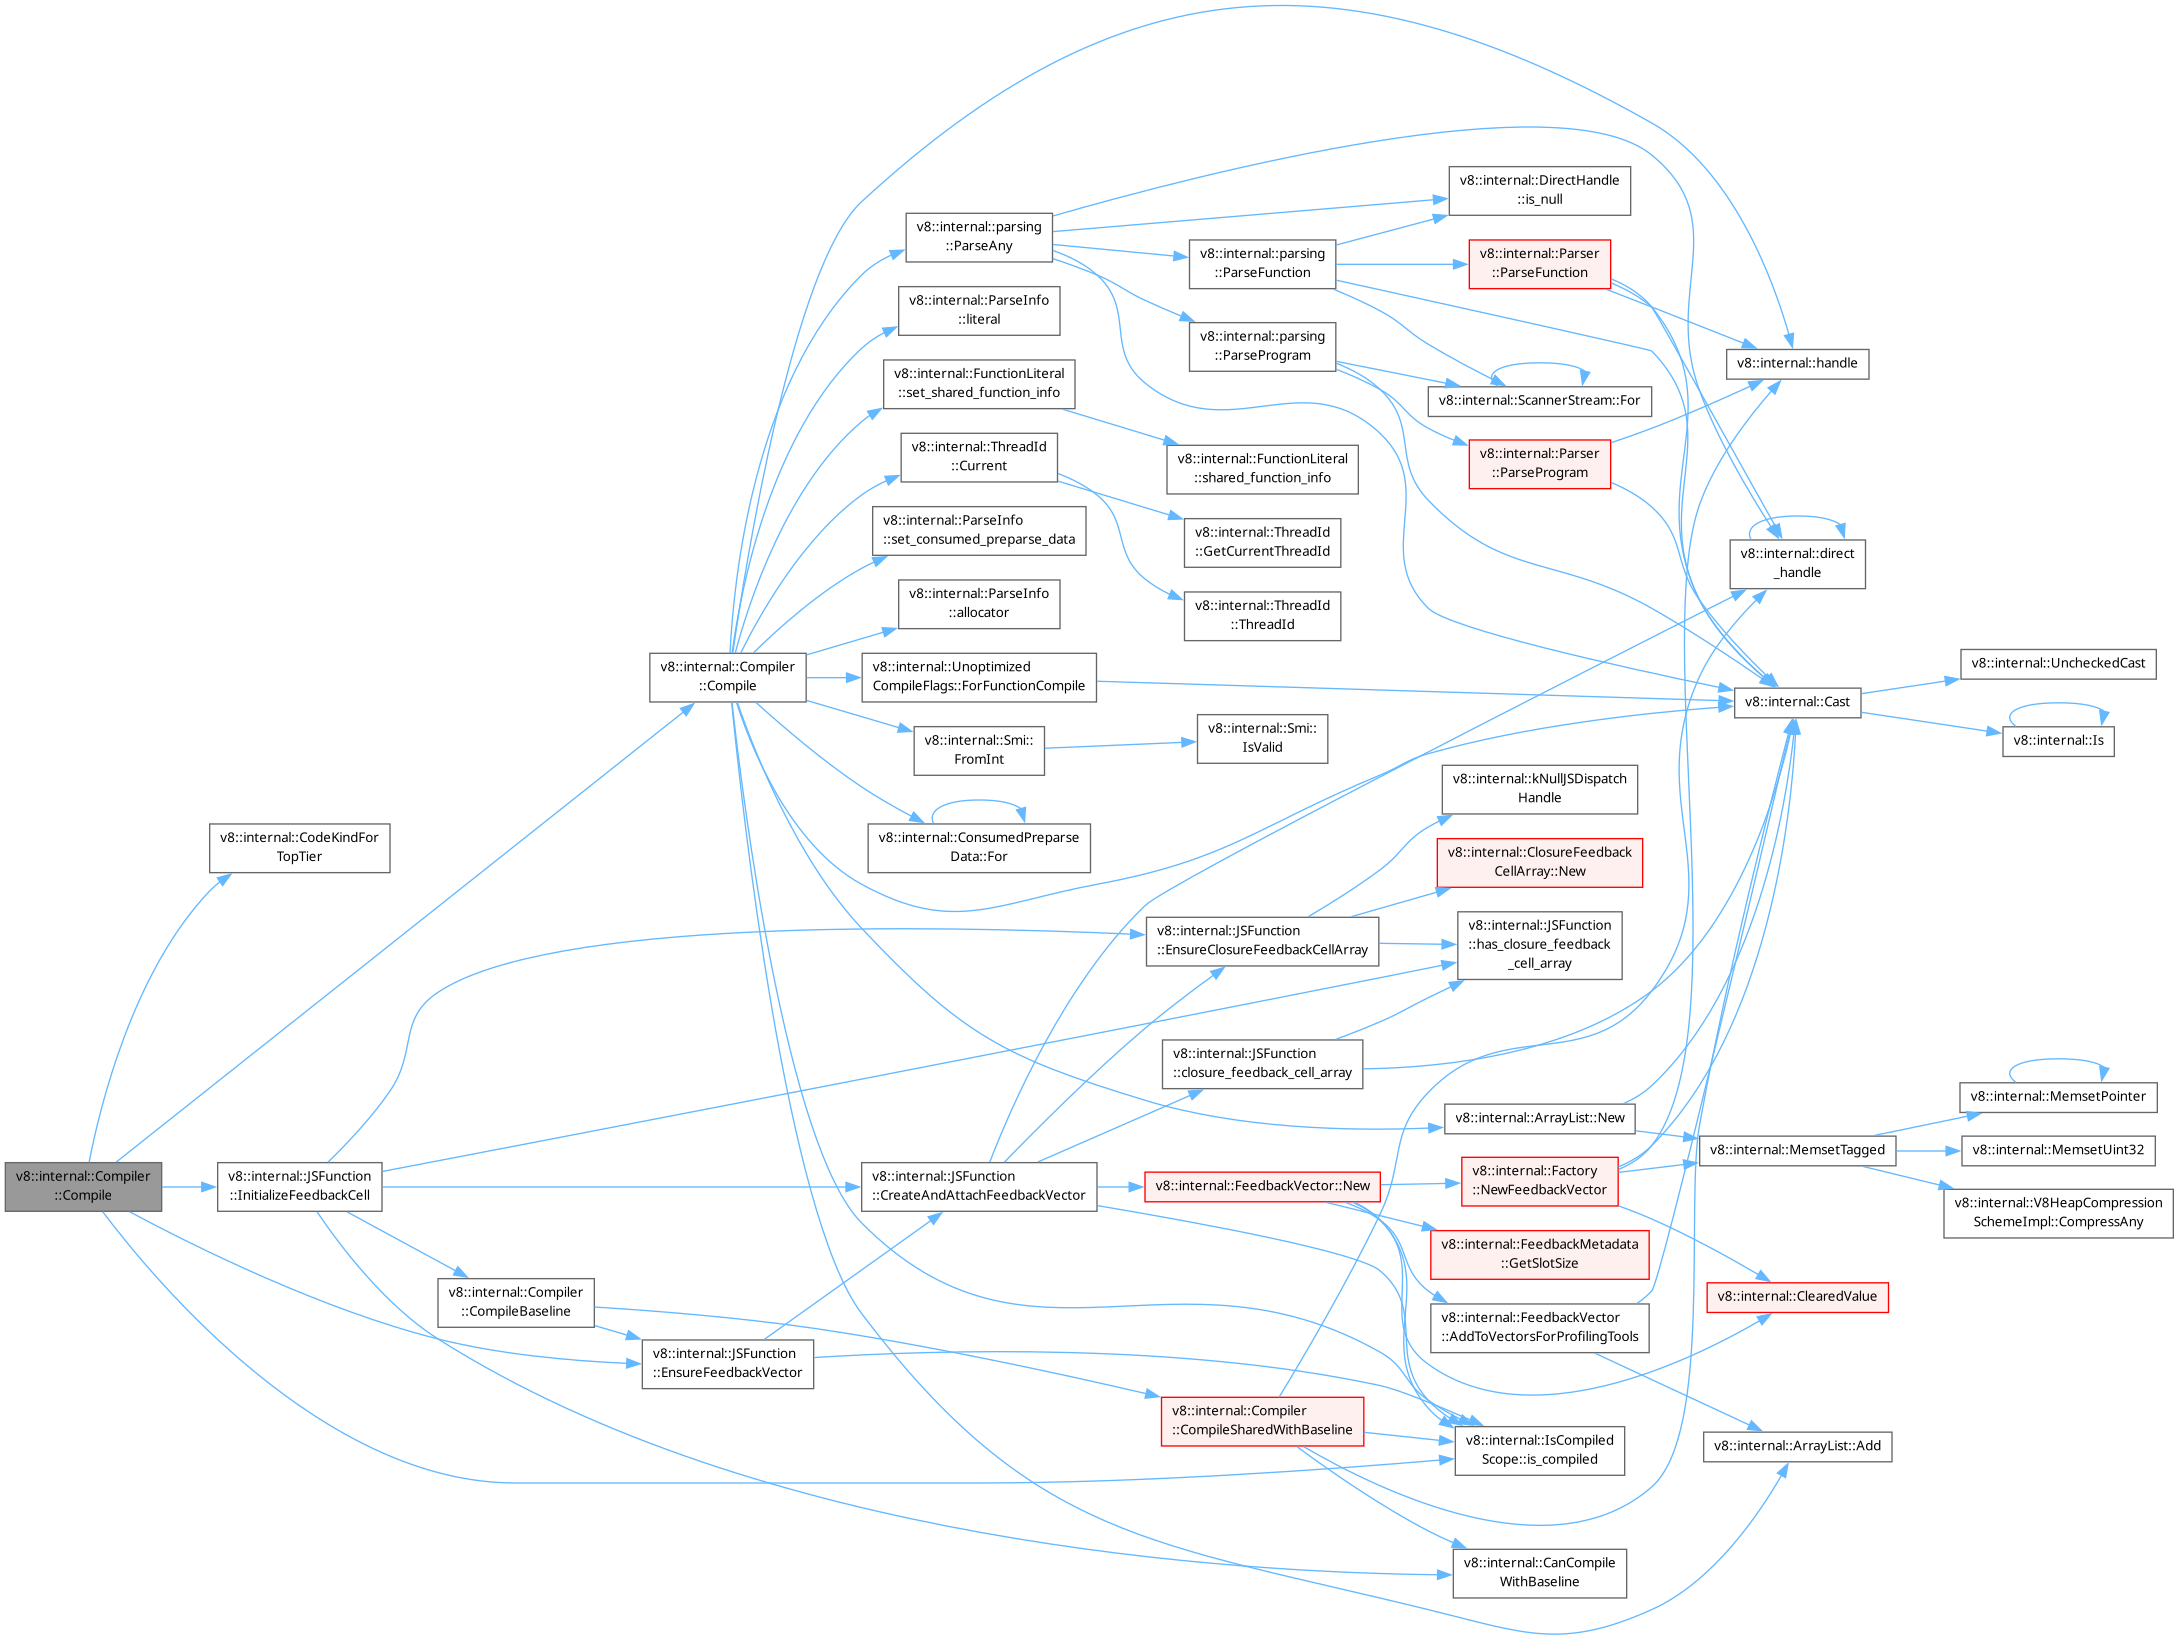 v8::internal::Compiler
::Compile
v8::internal::CodeKindFor
TopTier
v8::internal::JSFunction
::InitializeFeedbackCell
v8::internal::Compiler
::CompileBaseline
v8::internal::Compiler
::Compile
v8::internal::JSFunction
::EnsureFeedbackVector
v8::internal::parsing
::ParseAny
v8::internal::ParseInfo
::literal
v8::internal::FunctionLiteral
::set_shared_function_info
v8::internal::ThreadId
::Current
v8::internal::ParseInfo
::set_consumed_preparse_data
v8::internal::ParseInfo
::allocator
v8::internal::Unoptimized
CompileFlags::ForFunctionCompile
v8::internal::Smi::
FromInt
v8::internal::ConsumedPreparse
Data::For
v8::internal::JSFunction
::CreateAndAttachFeedbackVector
v8::internal::parsing
::ParseFunction
v8::internal::parsing
::ParseProgram
v8::internal::FunctionLiteral
::shared_function_info
v8::internal::ThreadId
::GetCurrentThreadId
v8::internal::ThreadId
::ThreadId
v8::internal::Smi::
IsValid
v8::internal::JSFunction
::EnsureClosureFeedbackCellArray
v8::internal::JSFunction
::closure_feedback_cell_array
v8::internal::FeedbackVector::New
v8::internal::Compiler
::CompileSharedWithBaseline
v8::internal::DirectHandle
::is_null
v8::internal::Parser
::ParseFunction
v8::internal::ScannerStream::For
v8::internal::Parser
::ParseProgram
v8::internal::kNullJSDispatch
Handle
v8::internal::ClosureFeedback
CellArray::New
v8::internal::JSFunction
::has_closure_feedback
_cell_array
v8::internal::ArrayList::New
v8::internal::Factory
::NewFeedbackVector
v8::internal::FeedbackMetadata
::GetSlotSize
v8::internal::FeedbackVector
::AddToVectorsForProfilingTools
v8::internal::IsCompiled
Scope::is_compiled
v8::internal::CanCompile
WithBaseline
v8::internal::handle
v8::internal::direct
_handle
v8::internal::Cast
v8::internal::MemsetTagged
v8::internal::ClearedValue
v8::internal::ArrayList::Add
v8::internal::UncheckedCast
v8::internal::Is
v8::internal::MemsetPointer
v8::internal::MemsetUint32
v8::internal::V8HeapCompression
SchemeImpl::CompressAny